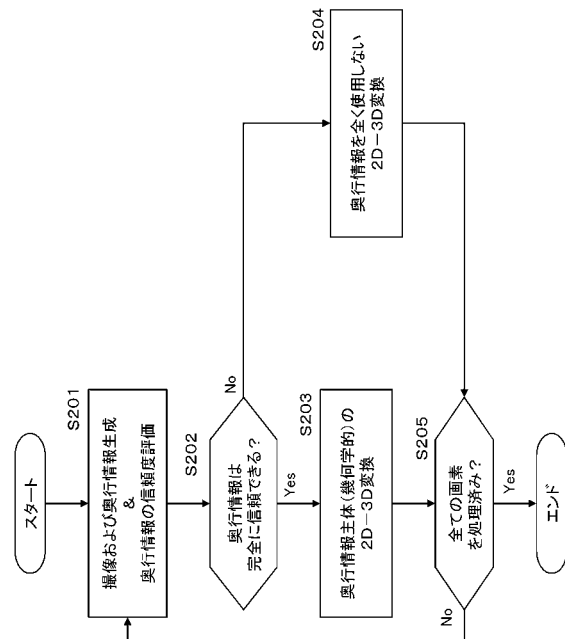 スタート
S201
撮像および奥行情報生成
&
奥行情報の信頼度評価
S202
奥行情報は
完全に信頼できる?
No
Yes
S203
奥行情報主体(幾何学的)の
2D-3D変換
S204
奥行情報を全く使用しない
2D-3D変換
S205
全ての画素
を処理済み?
No
Yes
エンド